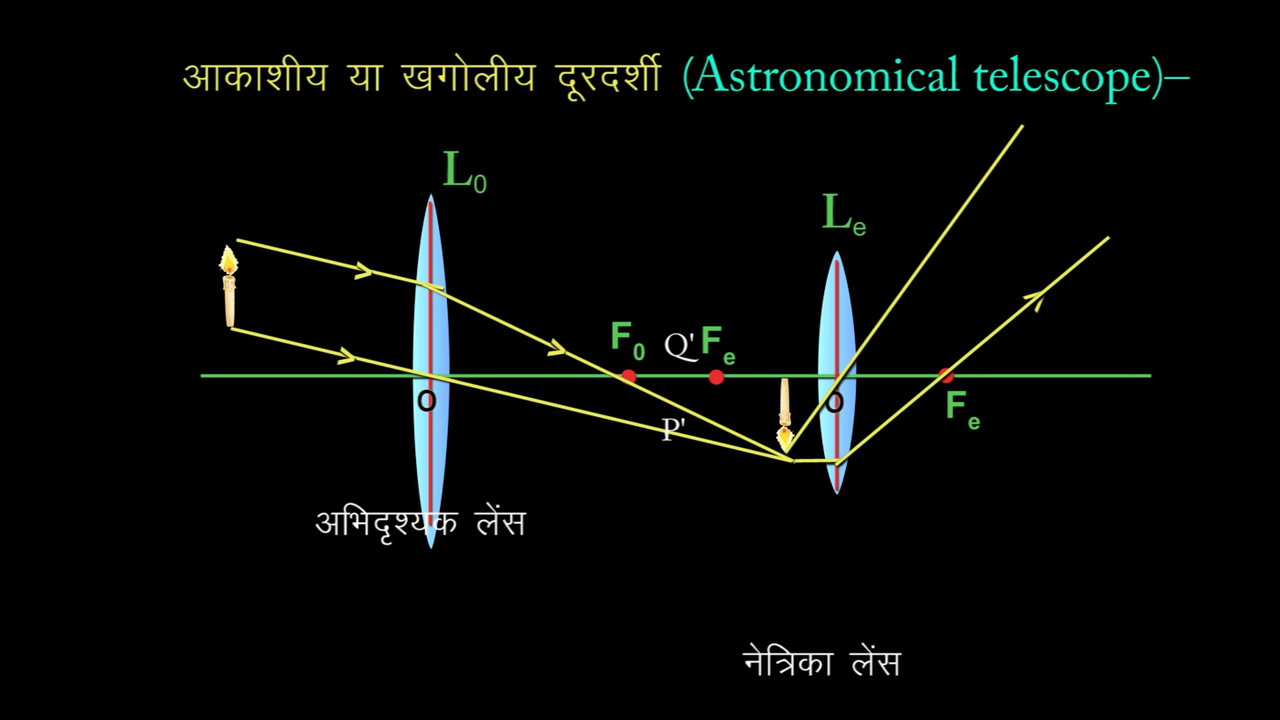 आकाशीय या खगोलीय दूरदर्शी (Astronomical telescope)–
L0
Le
F0 Q' Fe
O O Fe
P'
अभिदृश्यक लेंस
नेत्रिका लेंस